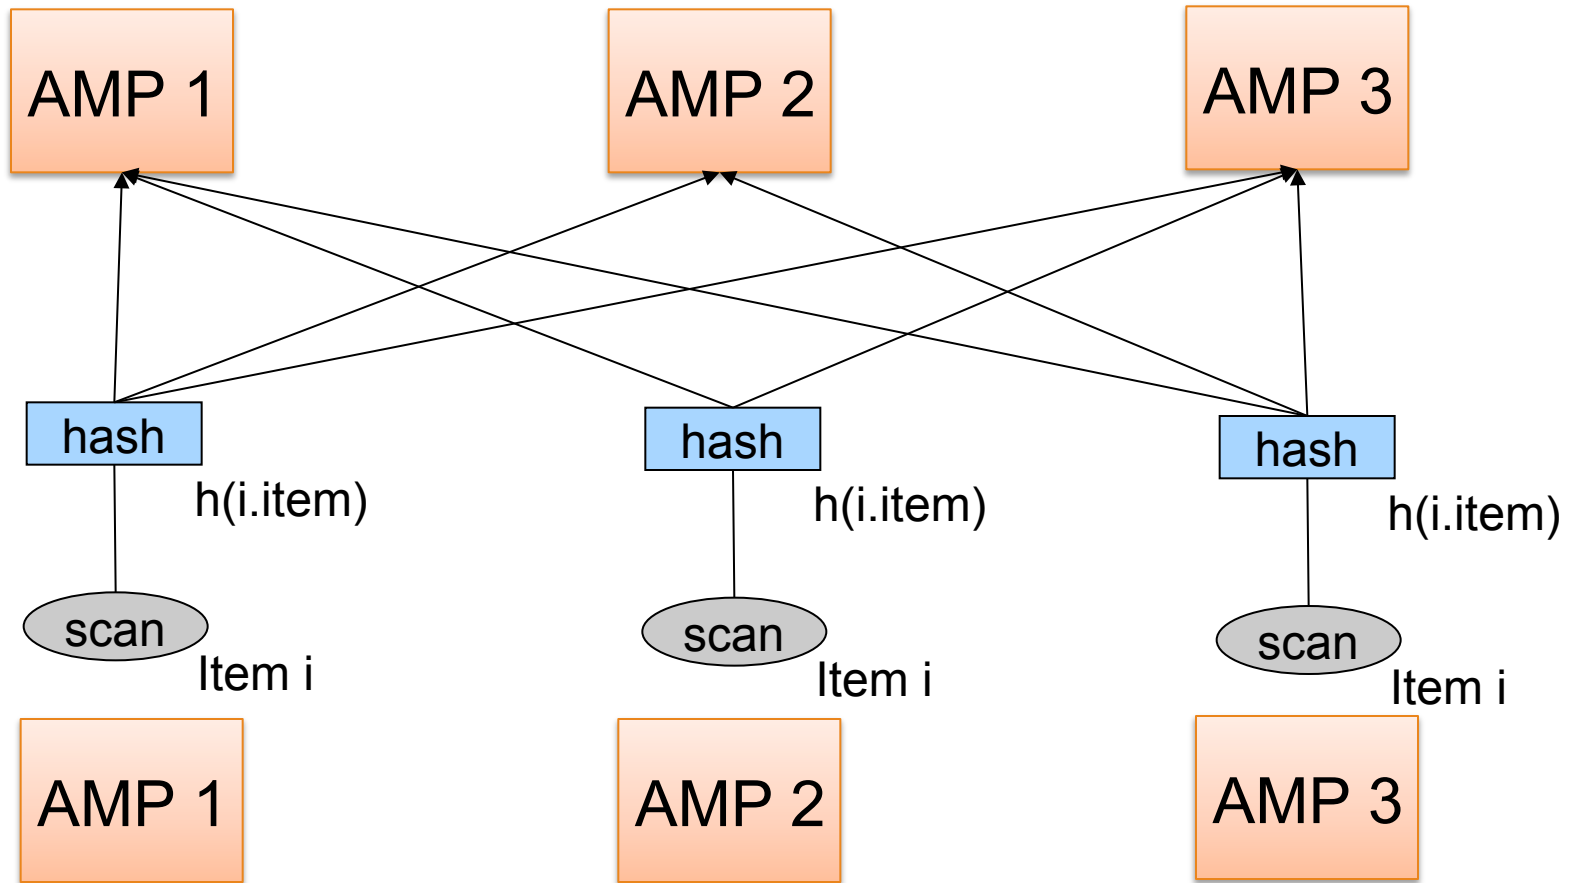 AMP 1
AMP 2
AMP 3
hash
hash
hash
h(i.item)
h(i.item)
h(i.item)
scan
scan
scan
Item i
Item i
Item i
AMP 1
AMP 2
AMP 3